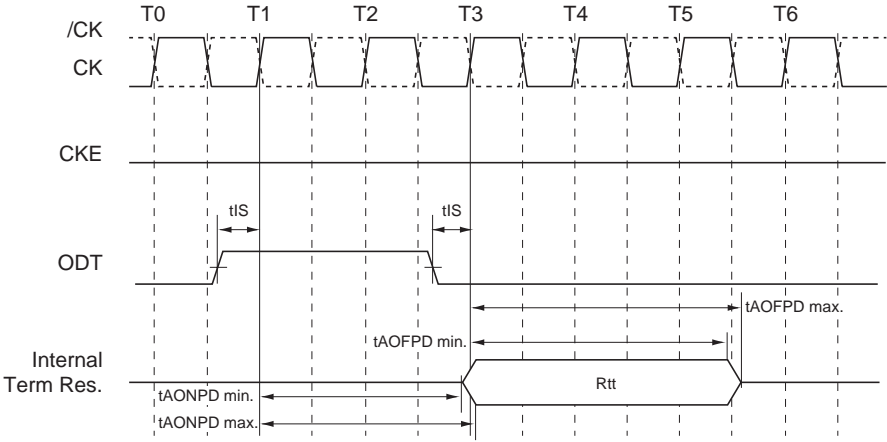 T0 T1 T2 T3 T4 T5 T6
/CK
CK
CKE
tIS tIS
ODT
tAOFPD max.
tAOFPD min.
Internal
Term Res.
Rtt
tAONPD min.
tAONPD max.